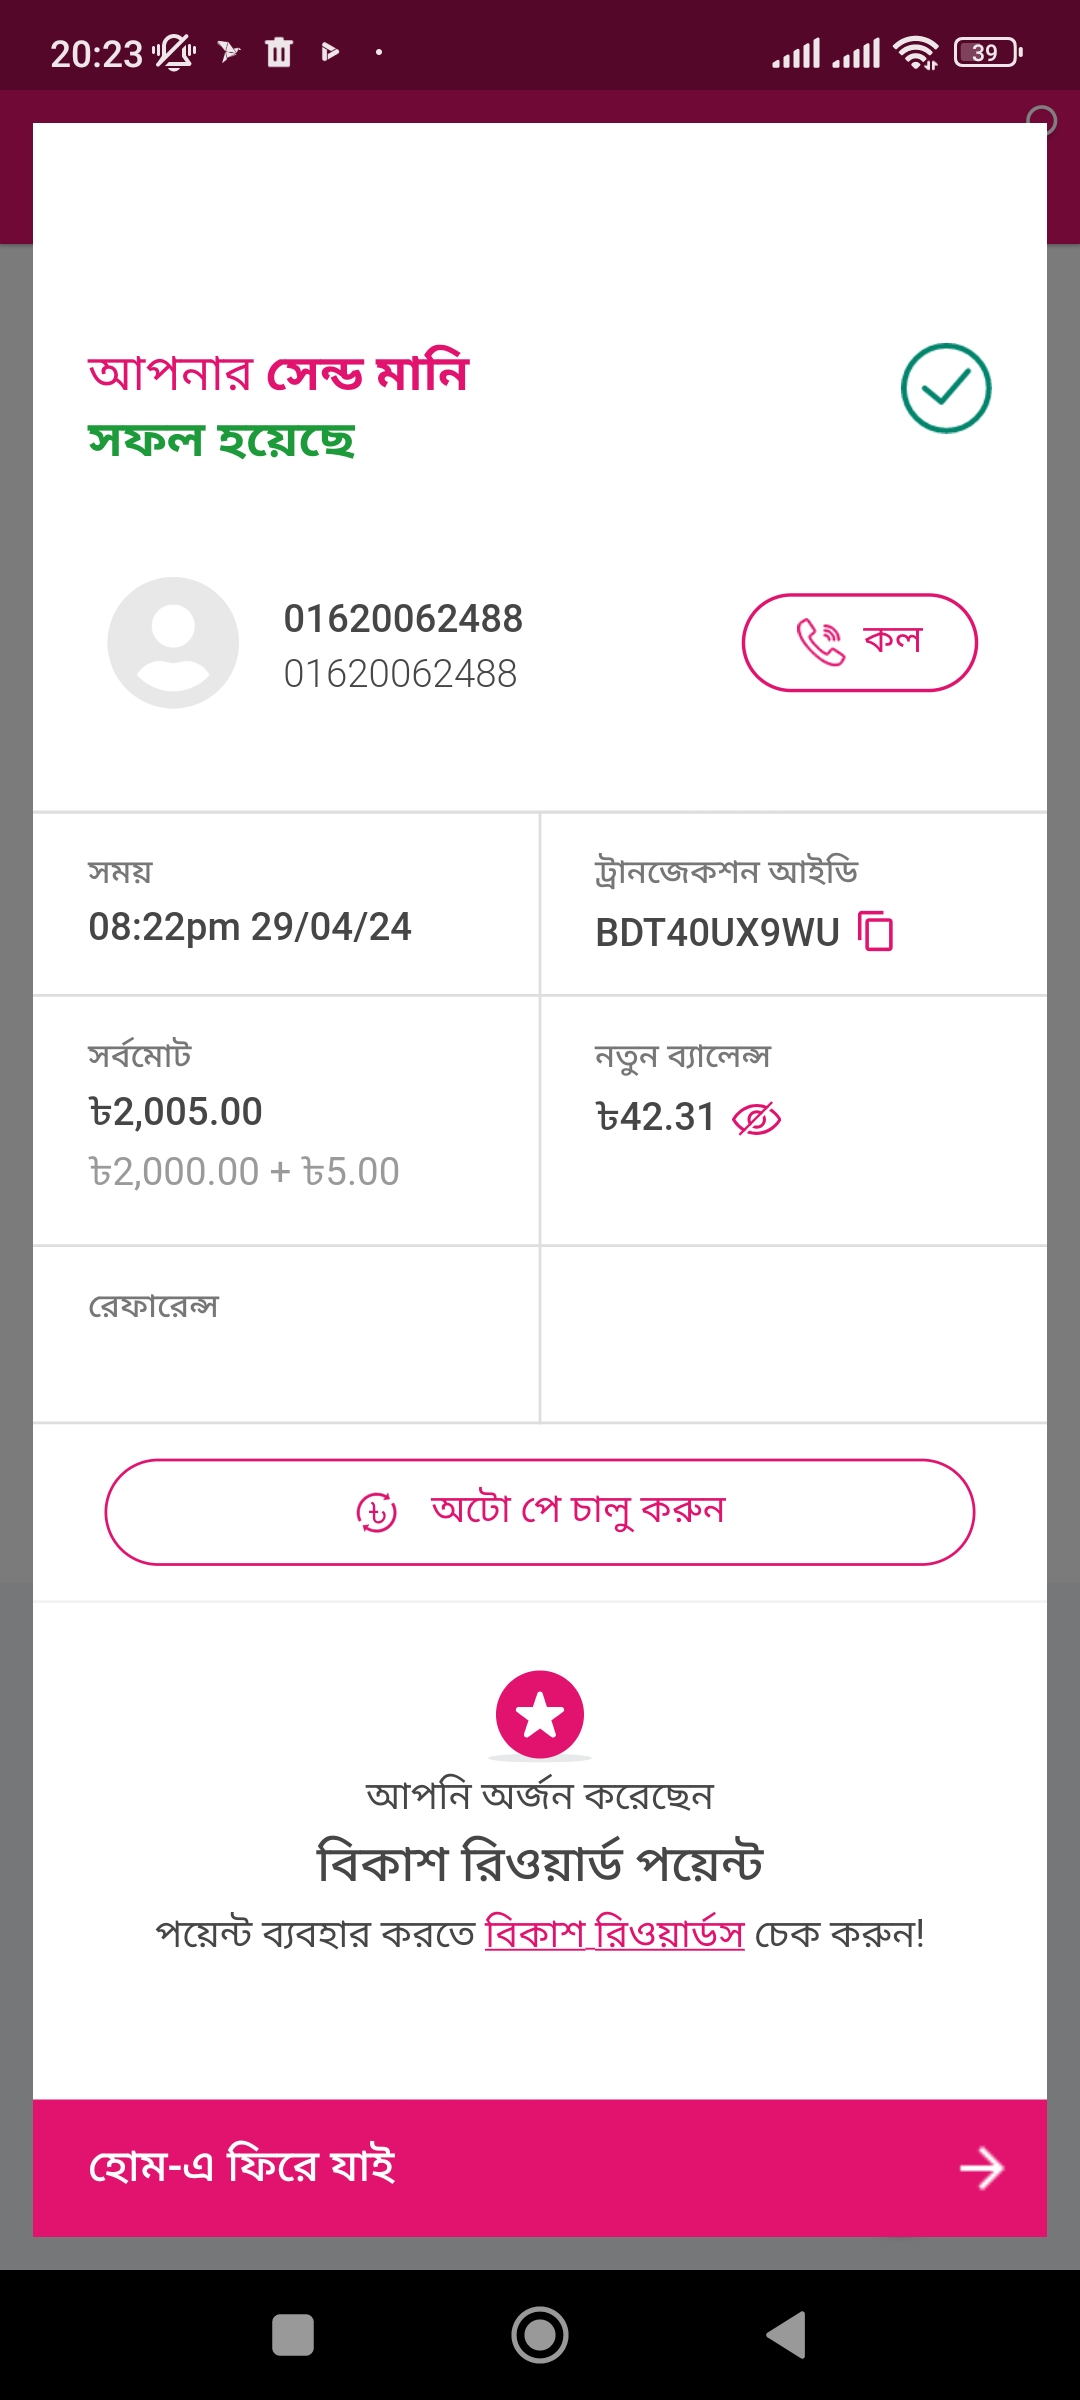 20:23
39
আপনার সেন্ড মানি
সফল হয়েছে
01620062488
01620062488
কল
সময়
08:22pm 29/04/24
ট্রানজেকশন আইডি
BDT40UX9WU
সর্বমোট
৳2,005.00
৳2,000.00 + ৳5.00
নতুন ব্যালেন্স
৳42.31
রেফারেন্স
অটো পে চালু করুন
আপনি অর্জন করেছেন
বিকাশ রিওয়ার্ড পয়েন্ট
পয়েন্ট ব্যবহার করতে বিকাশ রিওয়ার্ডস চেক করুন!
হোম-এ ফিরে যাই